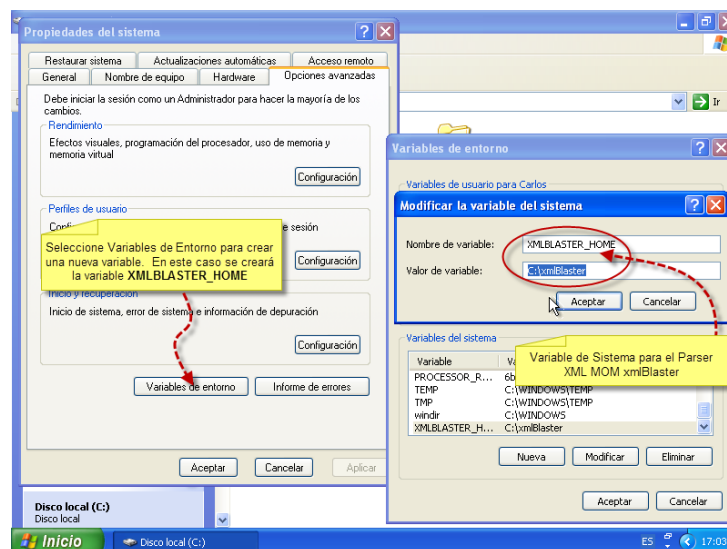 Propiedades del sistema
Restaurar sistema
Actualizaciones automáticas
Acceso remoto
General
Nombre de equipo
Hardware
Opciones avanzadas
Debe iniciar la sesión como un Administrador para hacer la mayoría de los
cambios.
Rendimiento
Efectos visuales, programación del procesador, uso de memoria y
memoria virtual
Configuración
Perfiles de usuario
sesión
Seleccione Variables de Entorno para crear
una nueva variable. En este caso se creará
la variable XMLBLASTER_HOME
Configuración
Inicio y recuperación
Inicio de sistema, error de sistema e información de depuración
Configuración
Variables de entorno
Informe de errores
Aceptar
Cancelar
Aplicar
Ir
Variables de entorno
Variables de usuario para Carlos
Modificar la variable del sistema
Nombre de variable:
XMLBLASTER_HOME
Valor de variable:
C:\xmlBlaster
Aceptar
Cancelar
Variables del sistema
Variable
Variable de Sistema para el Parser
XML MOM xmlBlaster
PROCESSOR_R...
TEMP C:\WINDOWS\TEMP
TMP C:\WINDOWS\TEMP
windir C:\WINDOWS
XMLBLASTER_H... C:\xmlBlaster
Nueva
Modificar
Eliminar
Aceptar
Cancelar
Disco local (C:)
Disco local
Inicio
Disco local (C:)
ES
17:03